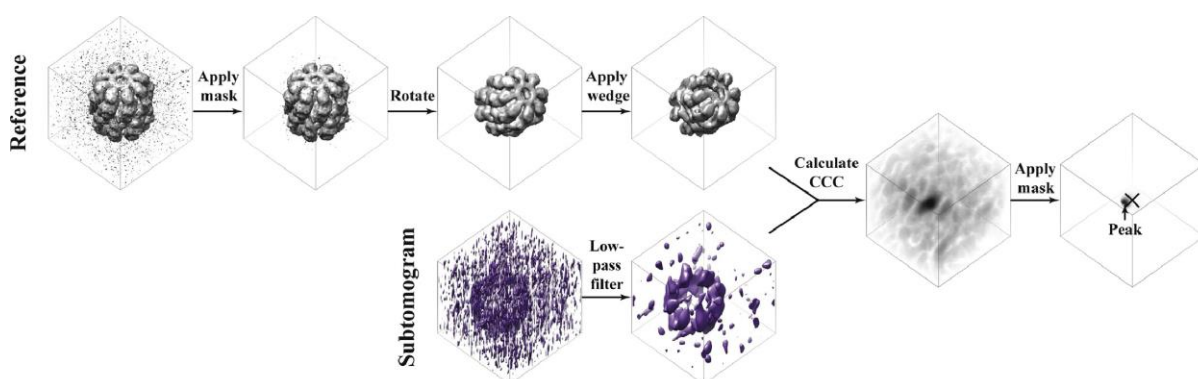 Reference
Apply
mask
Rotate
Apply
wedge
Subtomogram
Low-
pass
filter
Calculate
CCC
Apply
mask
Peak